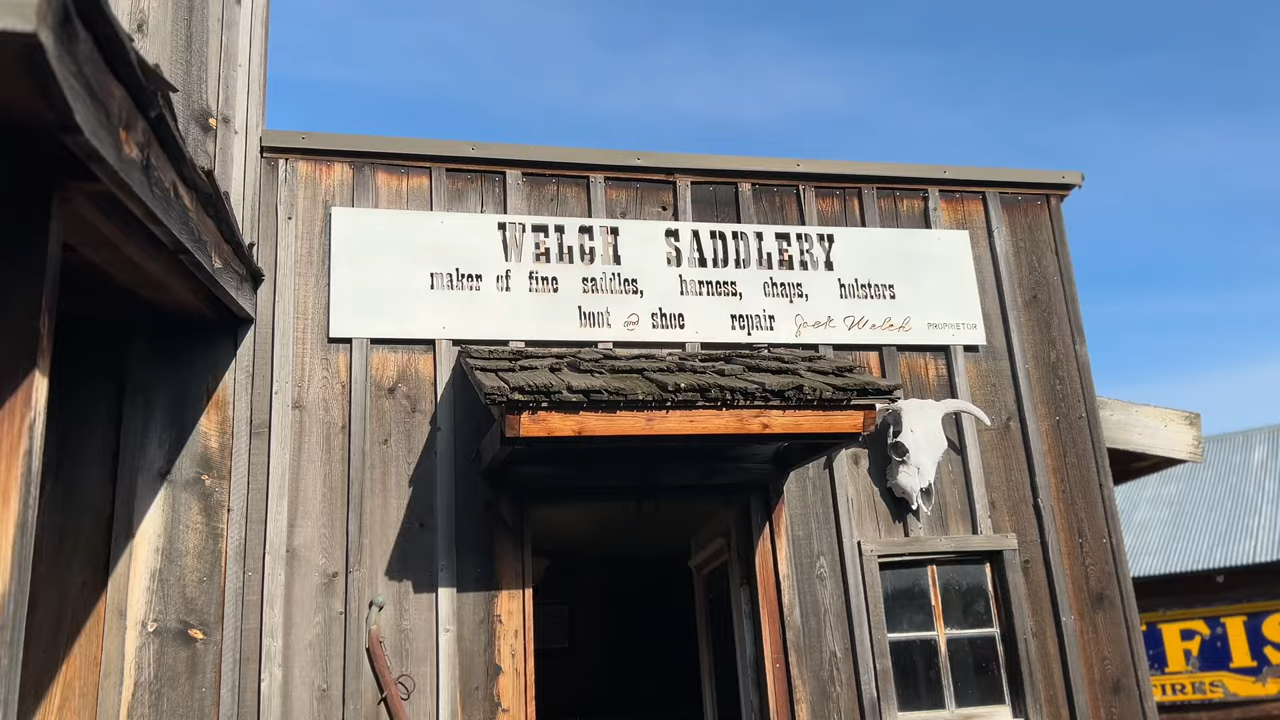 WELCH SADDLERY
maker of fine saddles, harness, chaps, holsters
boot and shoe repair Jack Welch PROPRIETOR
FIS
TIRES